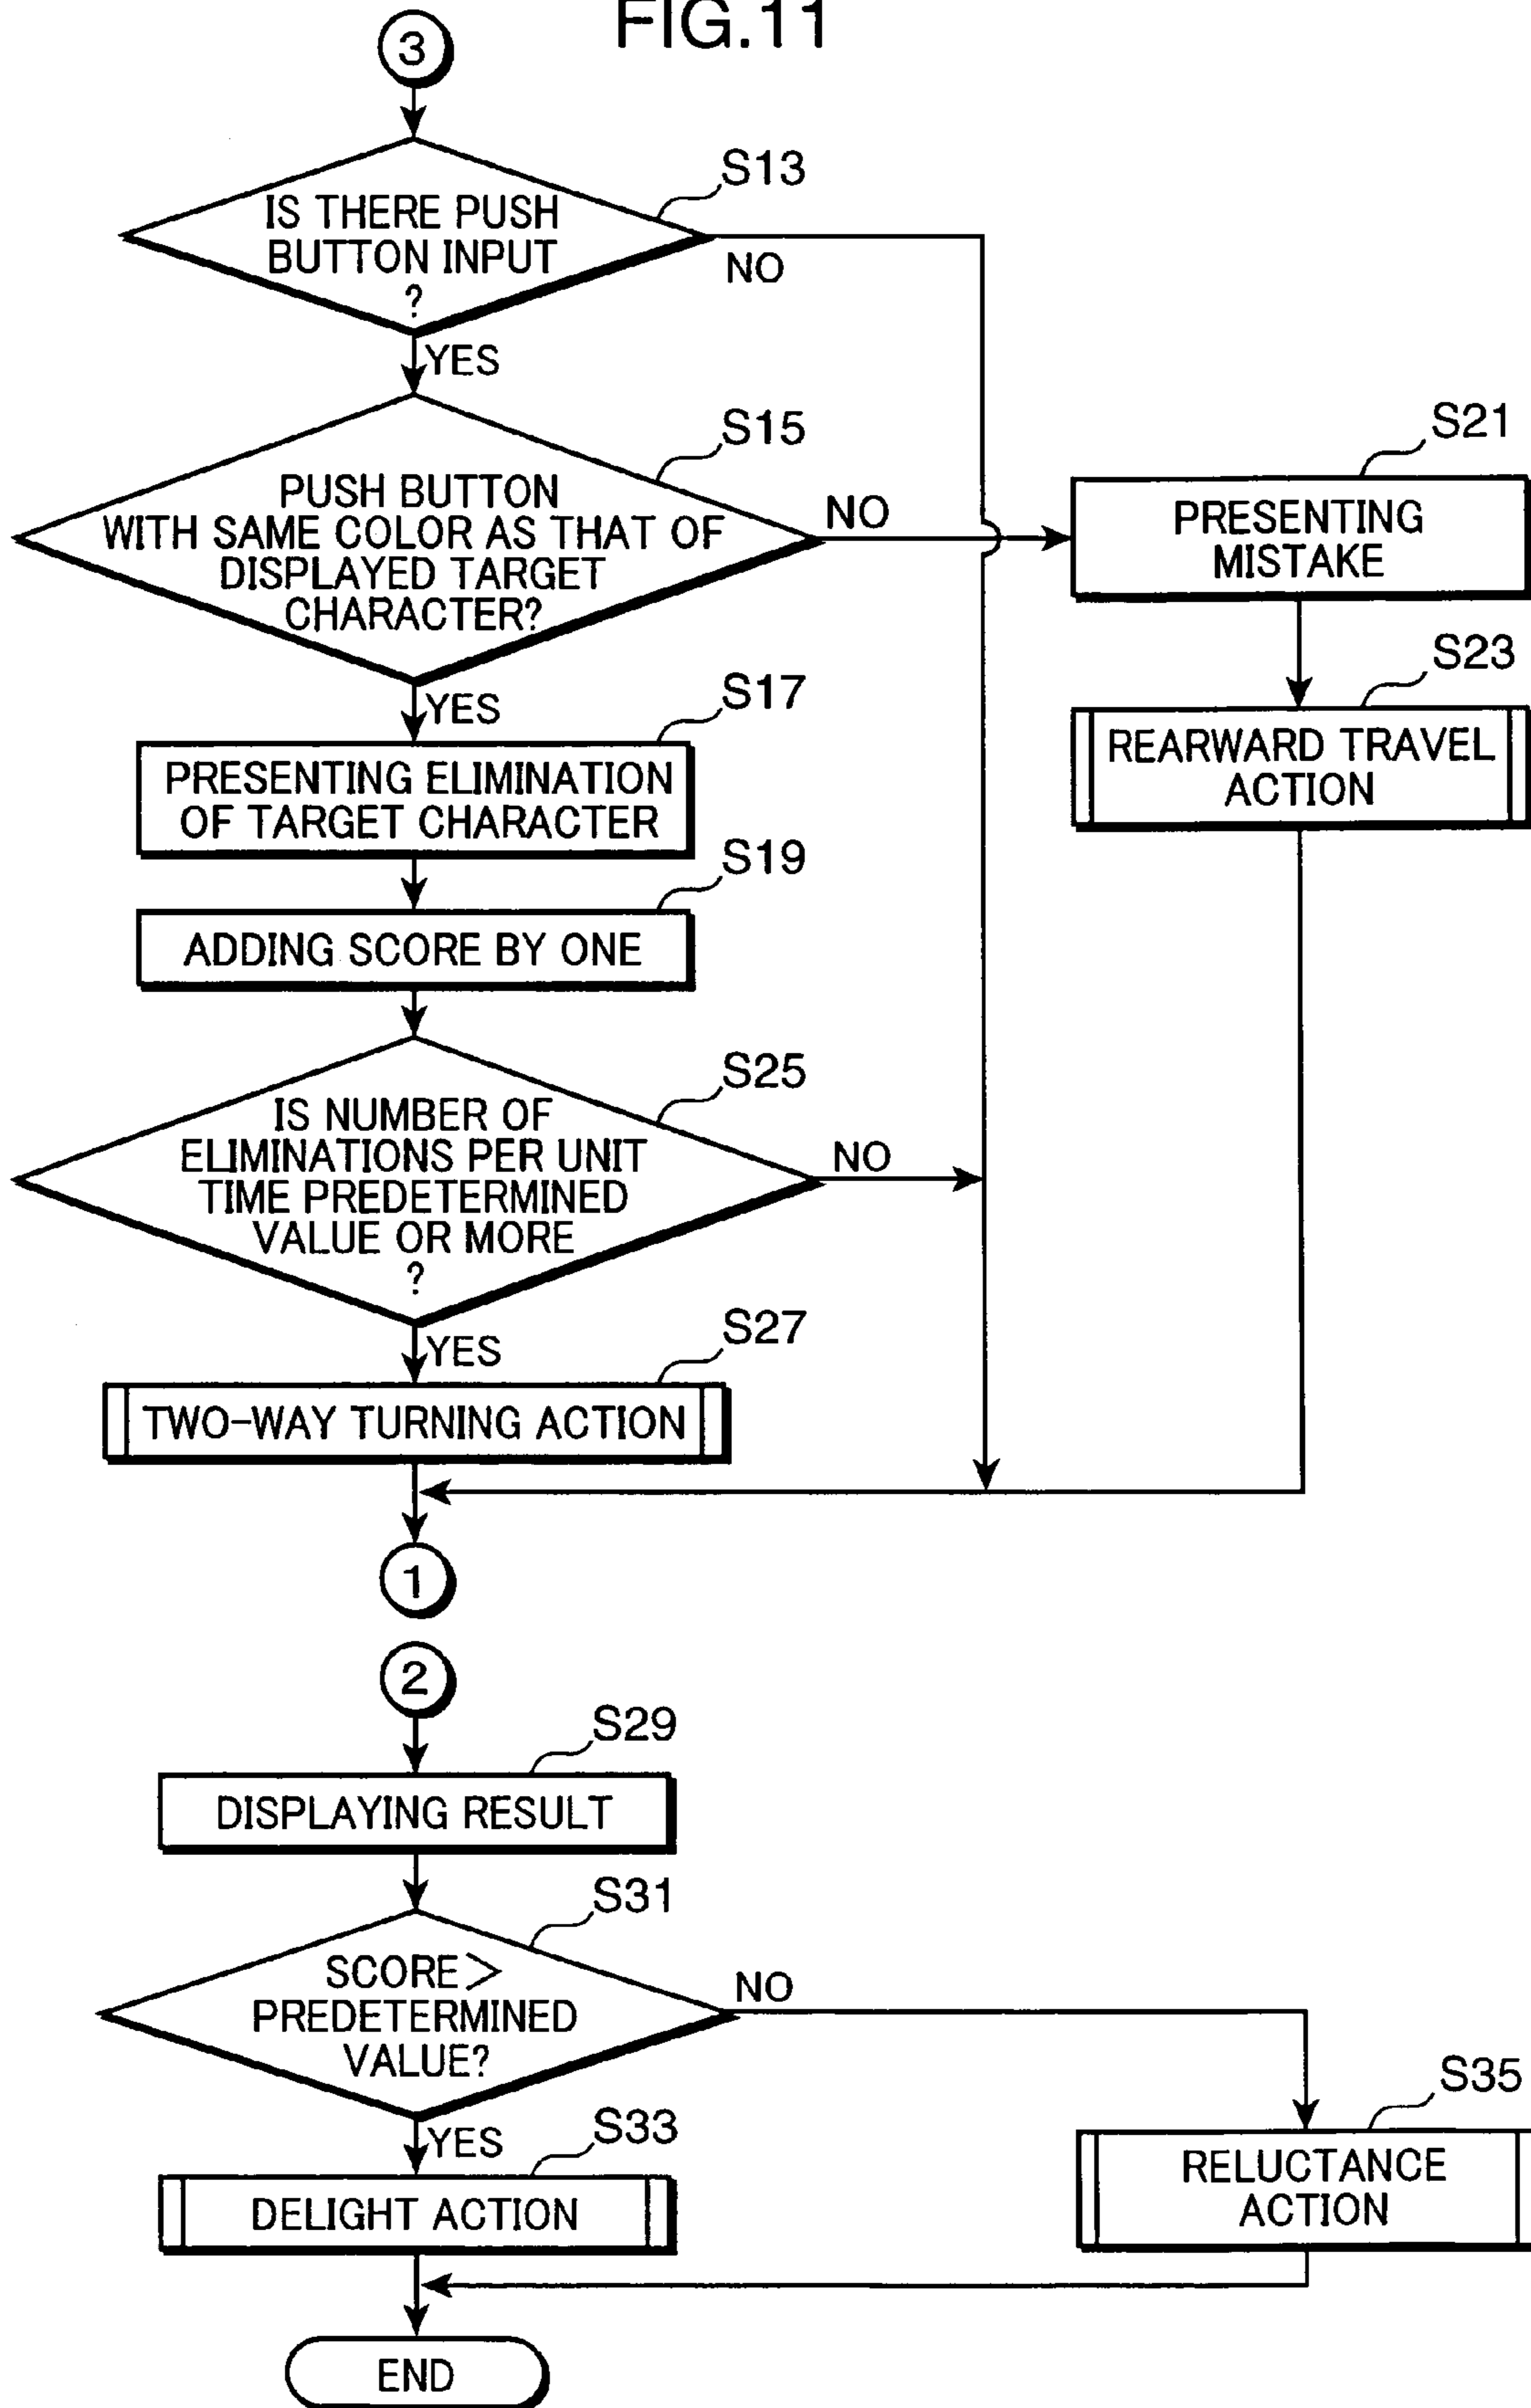 FIG.11
3
S13
IS THERE PUSH
BUTTON INPUT
?
NO
YES
S15
PUSH BUTTON
WITH SAME COLOR AS THAT OF
DISPLAYED TARGET
CHARACTER?
NO
S21
PRESENTING
MISTAKE
YES
S23
REARWARD TRAVEL
ACTION
S17
PRESENTING ELIMINATION
OF TARGET CHARACTER
S19
ADDING SCORE BY ONE
S25
IS NUMBER OF
ELIMINATIONS PER UNIT
TIME PREDETERMINED
VALUE OR MORE
?
NO
YES
S27
TWO-WAY TURNING ACTION
1
2
S29
DISPLAYING RESULT
S31
SCORE>
PREDETERMINED
VALUE?
NO
YES
S33
DELIGHT ACTION
S35
RELUCTANCE
ACTION
END